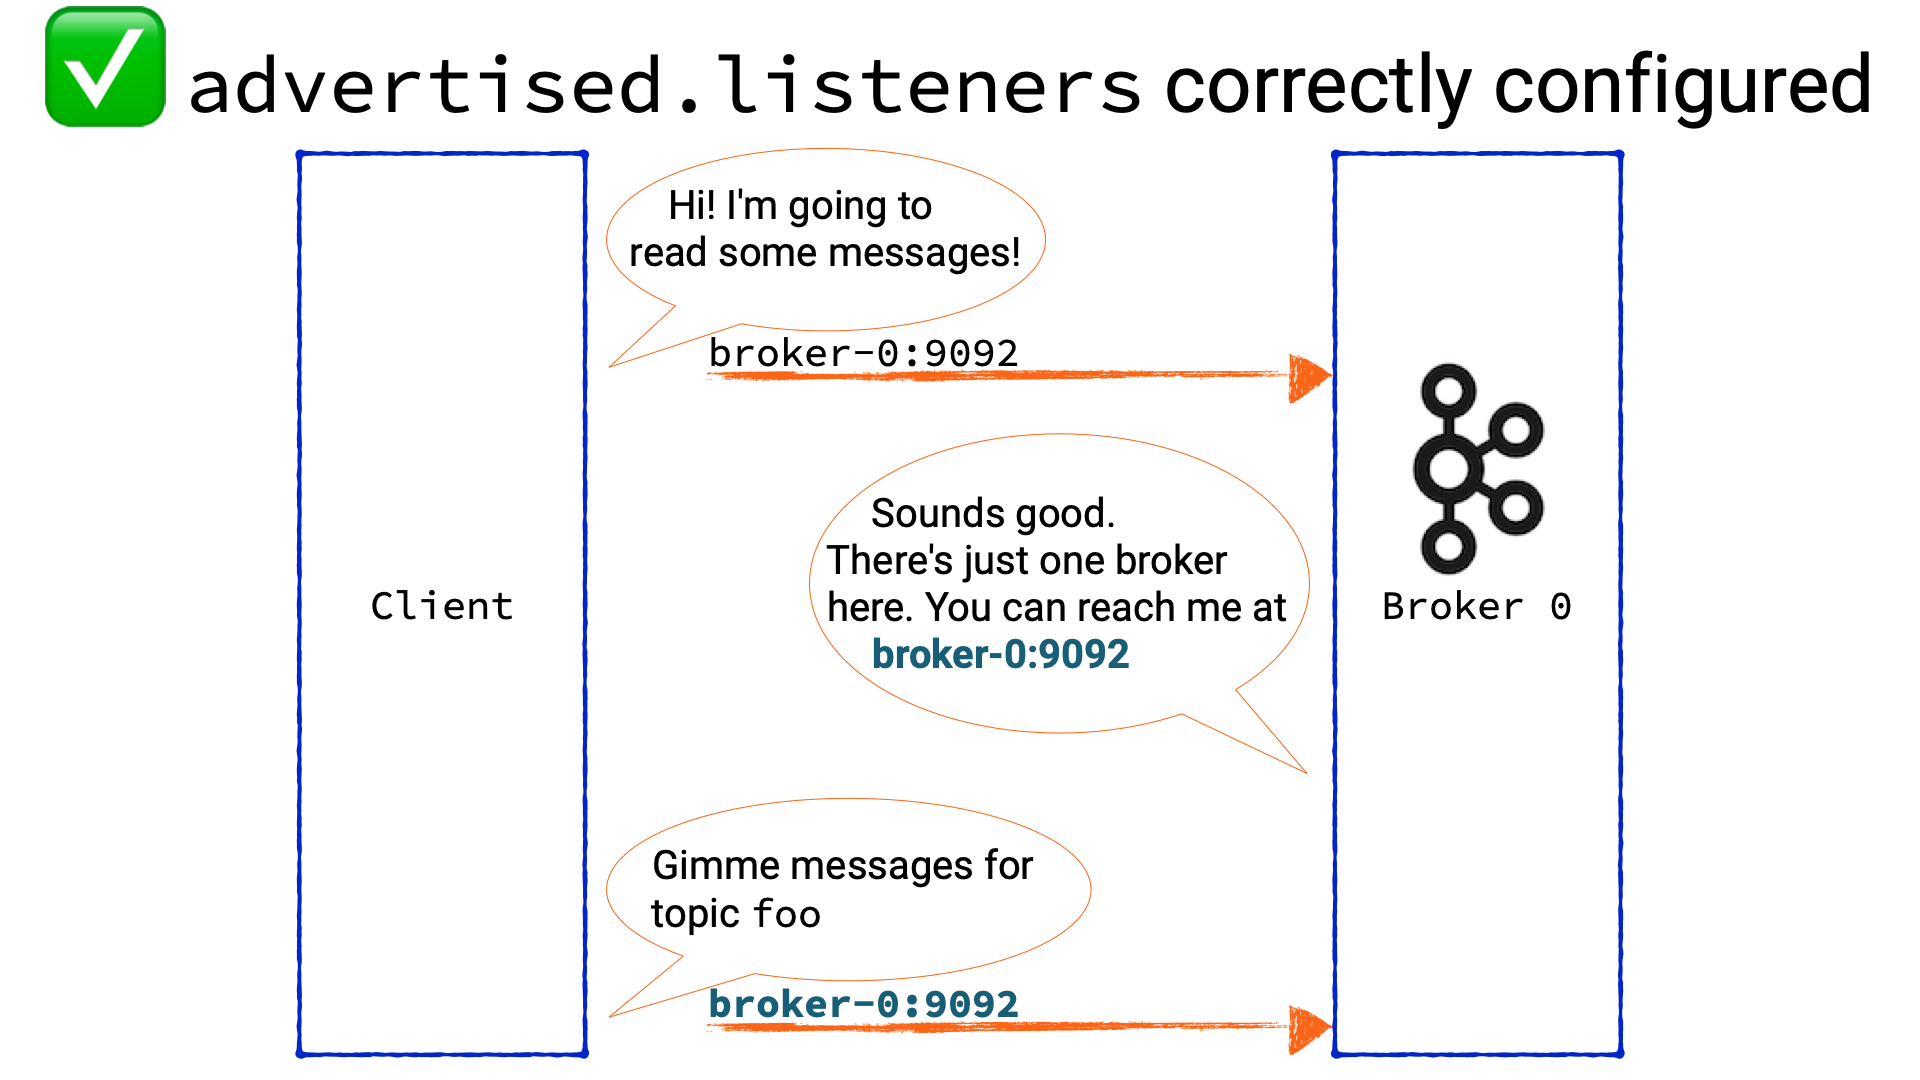 advertised.listeners correctly configured
Hi! I'm going to
read some messages!
broker-0:9092
Sounds good.
There's just one broker
here. You can reach me at
broker-0:9092
Client
Broker 0
Gimme messages for
topic foo
broker-0:9092